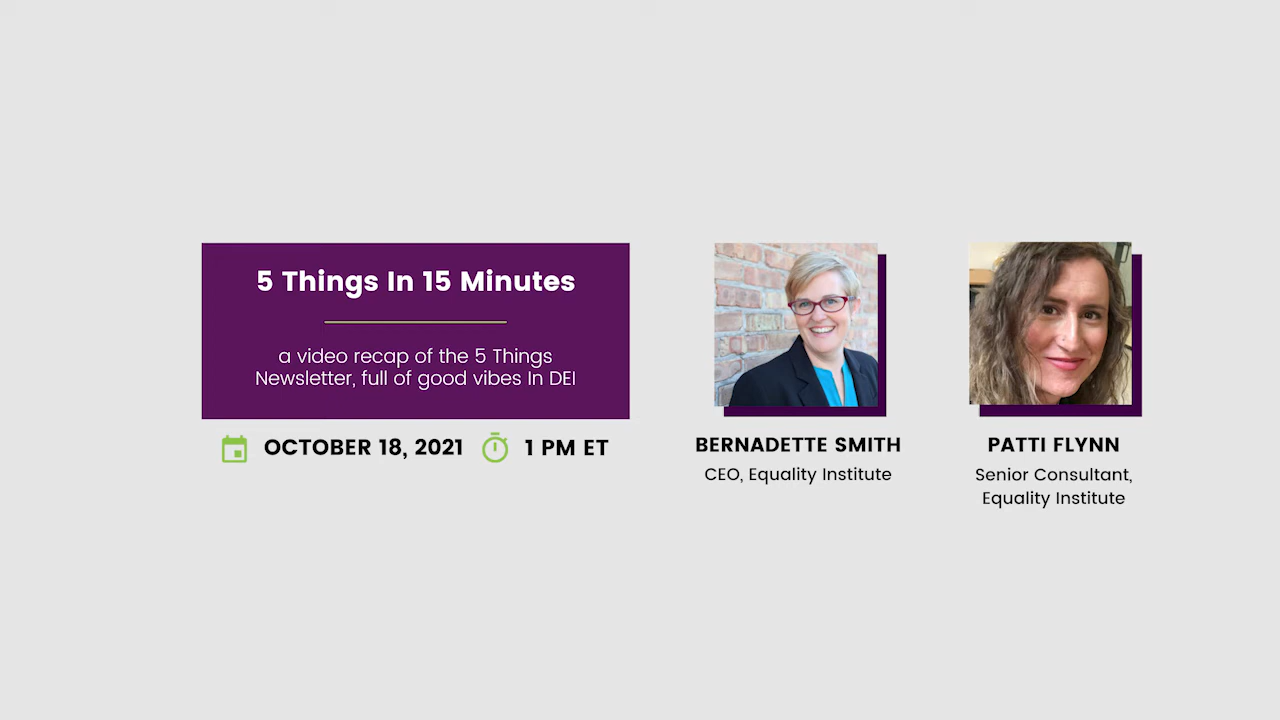 5 Things In 15 Minutes
a video recap of the 5 Things
Newsletter, full of good vibes In DEI
OCTOBER 18, 2021
1 PM ET
BERNADETTE SMITH
CEO, Equality Institute
PATTI FLYNN
Senior Consultant,
Equality Institute